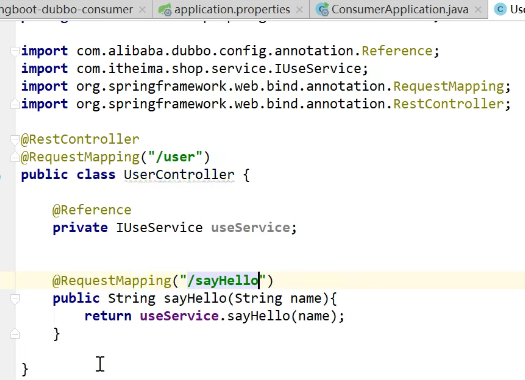 ngboot-dubbo-consumer × application.properties × ConsumerApplication.java × Use
import com.alibaba.dubbo.config.annotation.Reference;
import com.itheima.shop.service.IUseService;
import org.springframework.web.bind.annotation.RequestMapping;
import org.springframework.web.bind.annotation.RestController;
@RestController
@RequestMapping("/user")
public class UserController {
@Reference
private IUseService useService;
@RequestMapping("/sayHello")
public String sayHello(String name){
return useService.sayHello(name);
}
}